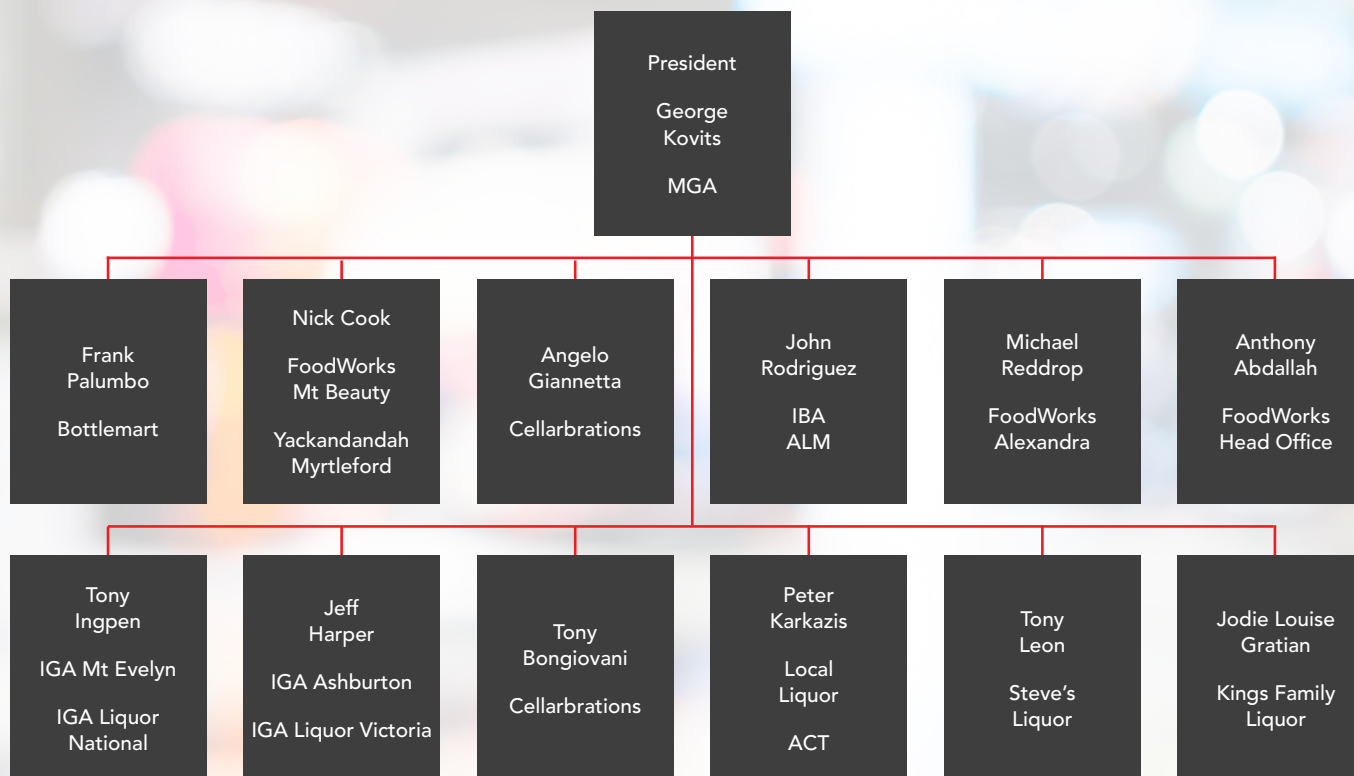 President
George
Kovits
MGA
Frank
Palumbo
Bottlemart
Nick Cook
FoodWorks
Mt Beauty
Yackandandah
Myrtleford
Angelo
Giannetta
Cellarbrations
John
Rodriguez
IBA
ALM
Michael
Reddrop
FoodWorks
Alexandra
Anthony
Abdallah
FoodWorks
Head Office
Tony
Ingpen
IGA Mt Evelyn
IGA Liquor
National
Jeff
Harper
IGA Ashburton
IGA Liquor Victoria
Tony
Bongiovani
Cellarbrations
Peter
Karkazis
Local
Liquor
ACT
Tony
Leon
Steve’s
Liquor
Jodie Louise
Gratian
Kings Family
Liquor